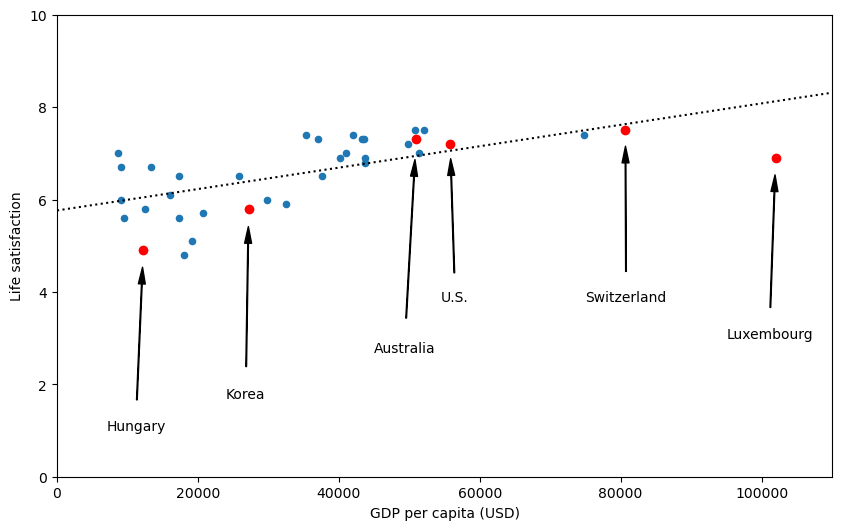 10
8
6
4
2
0
Life satisfaction
U.S.
Switzerland
Luxembourg
Australia
Korea
Hungary
0 20000 40000 60000 80000 100000
GDP per capita (USD)